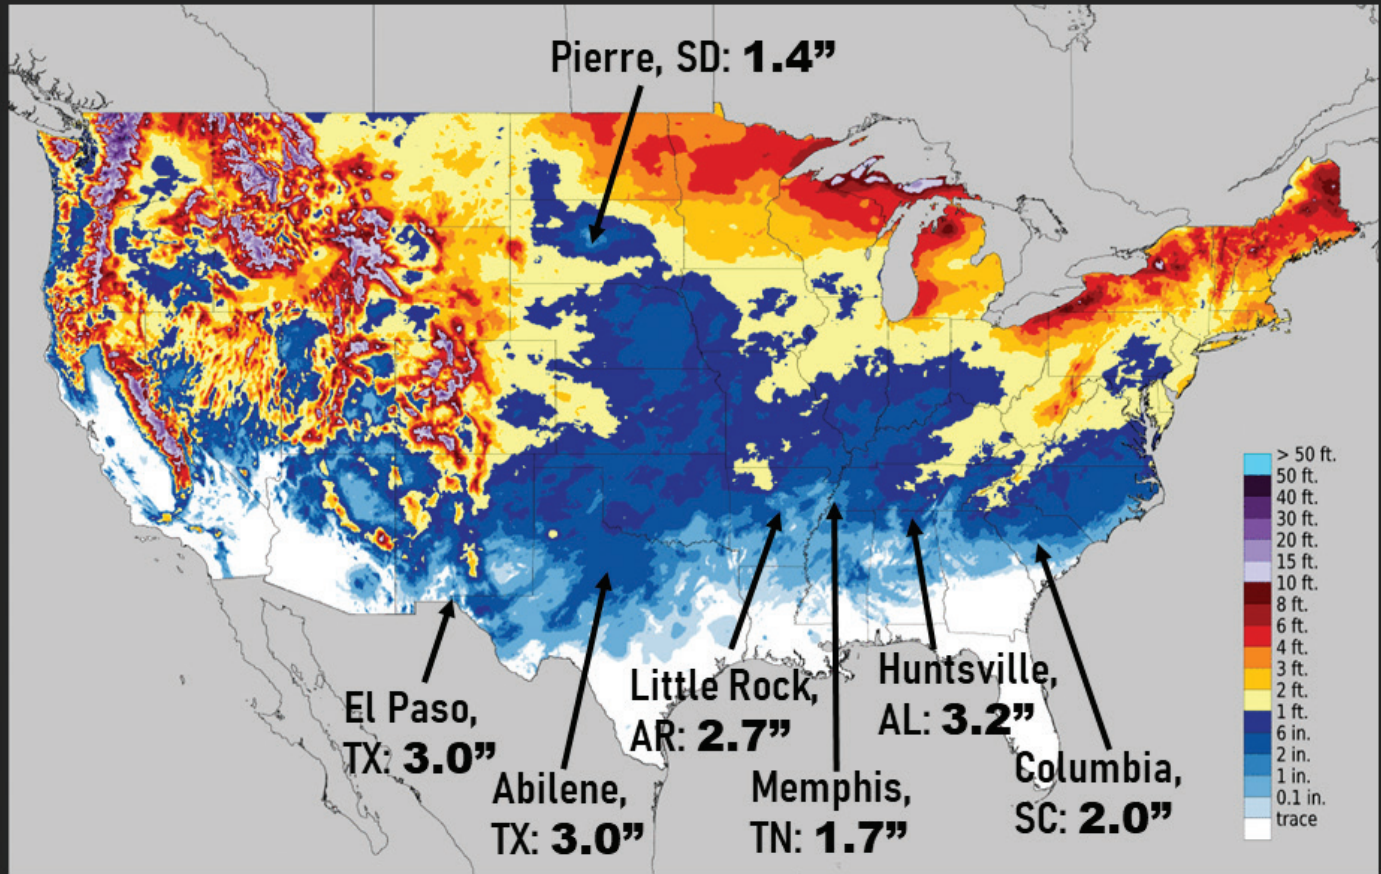 Pierre, SD: 1.4”
> 50 ft.
50 ft.
40 ft.
30 ft.
20 ft.
15 ft.
10 ft.
8 ft.
6 ft.
4 ft.
3 ft.
2 ft.
1 ft.
6 in.
2 in.
1 in.
0.1 in.
trace
El Paso,
TX: 3.0”
Abilene,
TX: 3.0”
Little Rock,
AR: 2.7”
Memphis,
TN: 1.7”
Huntsville,
AL: 3.2”
Columbia,
SC: 2.0”